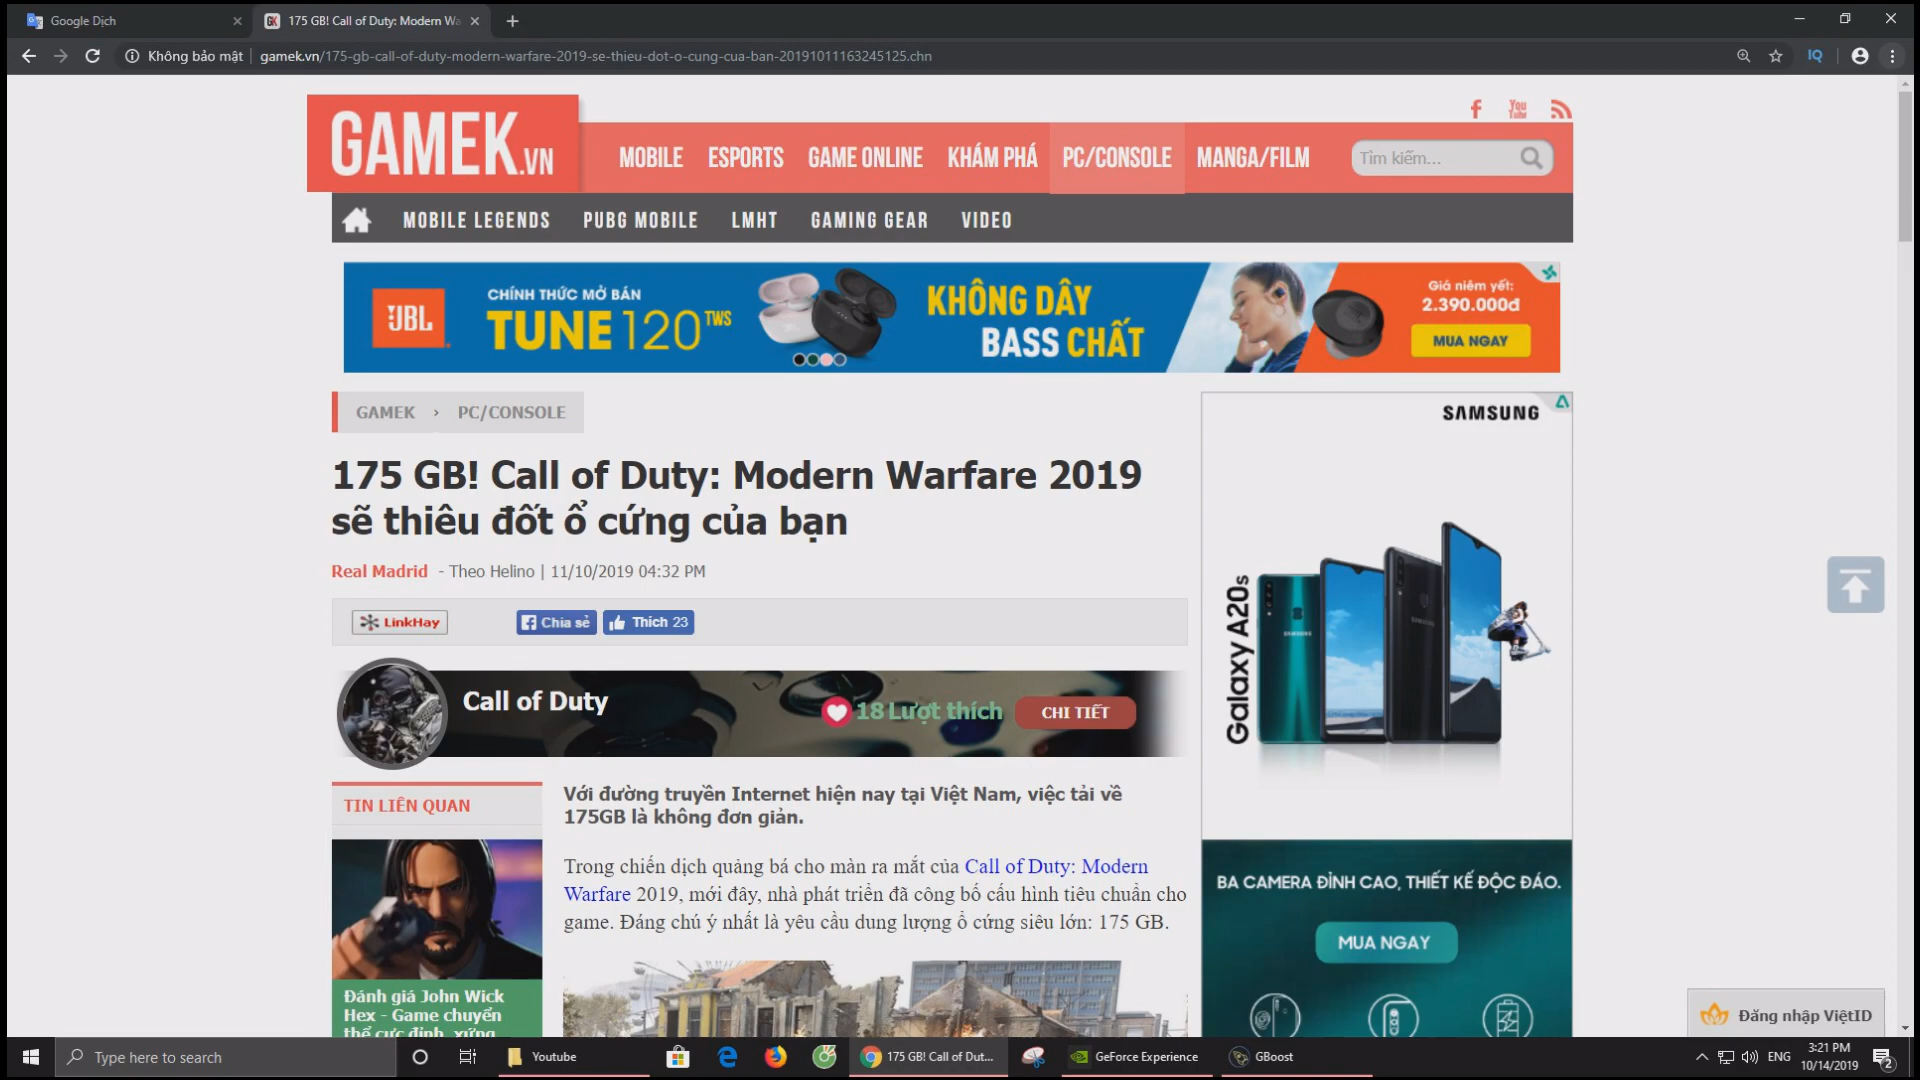 Google Dịch
175 GB! Call of Duty: Modern Wa
Không bảo mật
gamek.vn/175-gb-call-of-duty-modern-warfare-2019-se-thieu-dot-o-cung-cua-ban-20191011163245125.chn
IQ
You Tube
GAMEK.VN
MOBILE ESPORTS GAME ONLINE KHÁM PHÁ PC/CONSOLE MANGA/FILM
Tìm kiếm...
MOBILE LEGENDS PUBG MOBILE LMHT GAMING GEAR VIDEO
JBL
CHÍNH THỨC MỞ BÁN
TUNE 120 TWS
KHÔNG DÂY
BASS CHẤT
Giá niêm yết:
2.390.000đ
MUA NGAY
GAMEK › PC/CONSOLE
175 GB! Call of Duty: Modern Warfare 2019
sẽ thiêu đốt ổ cứng của bạn
Real Madrid - Theo Helino | 11/10/2019 04:32 PM
LinkHay
Chia sẻ
Thích 23
Call of Duty
18 Lượt thích
CHI TIẾT
TIN LIÊN QUAN
Đánh giá John Wick
Hex - Game chuyển
thể cực đỉnh, xứng
Với đường truyền Internet hiện nay tại Việt Nam, việc tải về
175GB là không đơn giản.
Trong chiến dịch quảng bá cho màn ra mắt của Call of Duty: Modern
Warfare 2019, mới đây, nhà phát triển đã công bố cấu hình tiêu chuẩn cho
game. Đáng chú ý nhất là yêu cầu dung lượng ổ cứng siêu lớn: 175 GB.
SAMSUNG
Galaxy A20s
SAMSUNG
BA CAMERA ĐỈNH CAO, THIẾT KẾ ĐỘC ĐÁO.
MUA NGAY
Đăng nhập ViệtID
Type here to search
Youtube
175 GB! Call of Dut...
GeForce Experience
GBoost
ENG
3:21 PM
10/14/2019
2